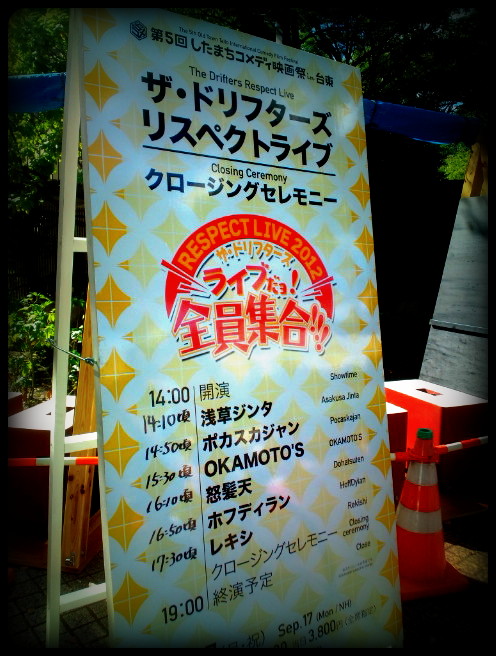 The 5th Old Town Taito International Comedy Film Festival
第5回 したまちコメディ映画祭 in 台東
The Drifters Respect Live
ザ・ドリフターズ
リスペクトライブ
Closing Ceremony
クロージングセレモニー
RESPECT LIVE 2012
ザ・ドリフターズ
ライブだョ!
全員集合!!!
14:00 開演 Showtime
14:10頃 浅草ジンタ Asakusa Jinta
14:50頃 ポカスカジャン Pocaskajan
15:30頃 OKAMOTO'S OKAMOTO'S
16:10頃 怒髪天 Dohatsuten
16:50頃 ホフディラン HoffDylan
17:30頃 レキシ Rekishi
クロージングセレモニー Closing ceremony
19:00 終演予定 Close
・祝) Sep.17 (Mon/NH)
3,800円